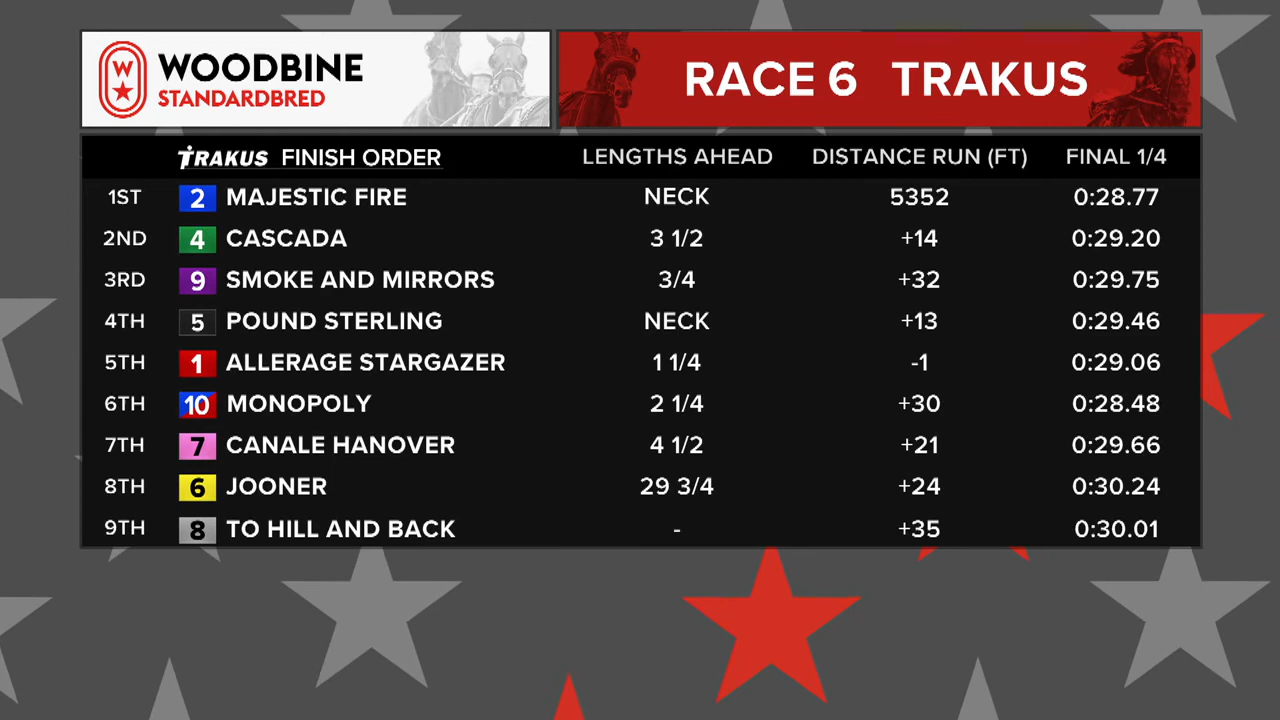 W
WOODBINE
STANDARDBRED
RACE 6 TRAKUS
TRAKUS FINISH ORDER LENGTHS AHEAD DISTANCE RUN (FT) FINAL 1/4
1ST 2 MAJESTIC FIRE NECK 5352 0:28.77
2ND 4 CASCADA 3 1/2 +14 0:29.20
3RD 9 SMOKE AND MIRRORS 3/4 +32 0:29.75
4TH 5 POUND STERLING NECK +13 0:29.46
5TH 1 ALLERAGE STARGAZER 1 1/4 -1 0:29.06
6TH 10 MONOPOLY 2 1/4 +30 0:28.48
7TH 7 CANALE HANOVER 4 1/2 +21 0:29.66
8TH 6 JOONER 29 3/4 +24 0:30.24
9TH 8 TO HILL AND BACK - +35 0:30.01